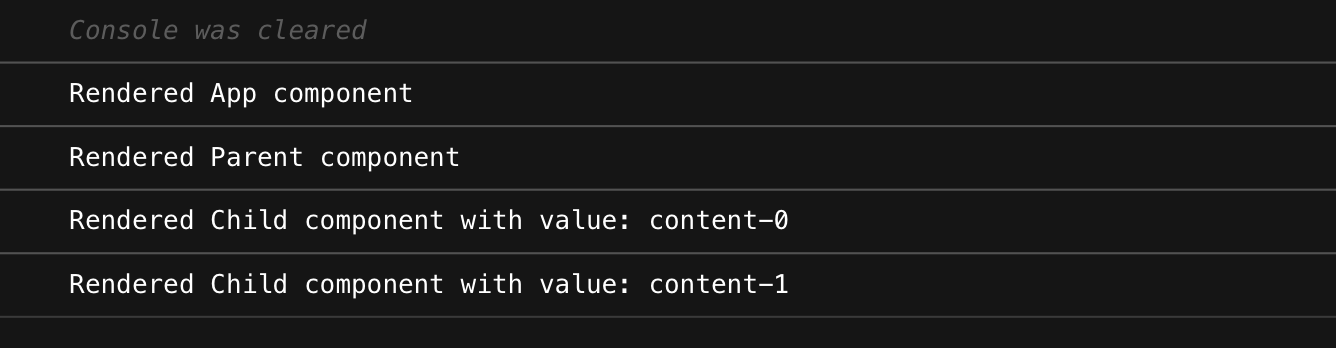 Console was cleared
Rendered App component
Rendered Parent component
Rendered Child component with value: content-0
Rendered Child component with value: content-1